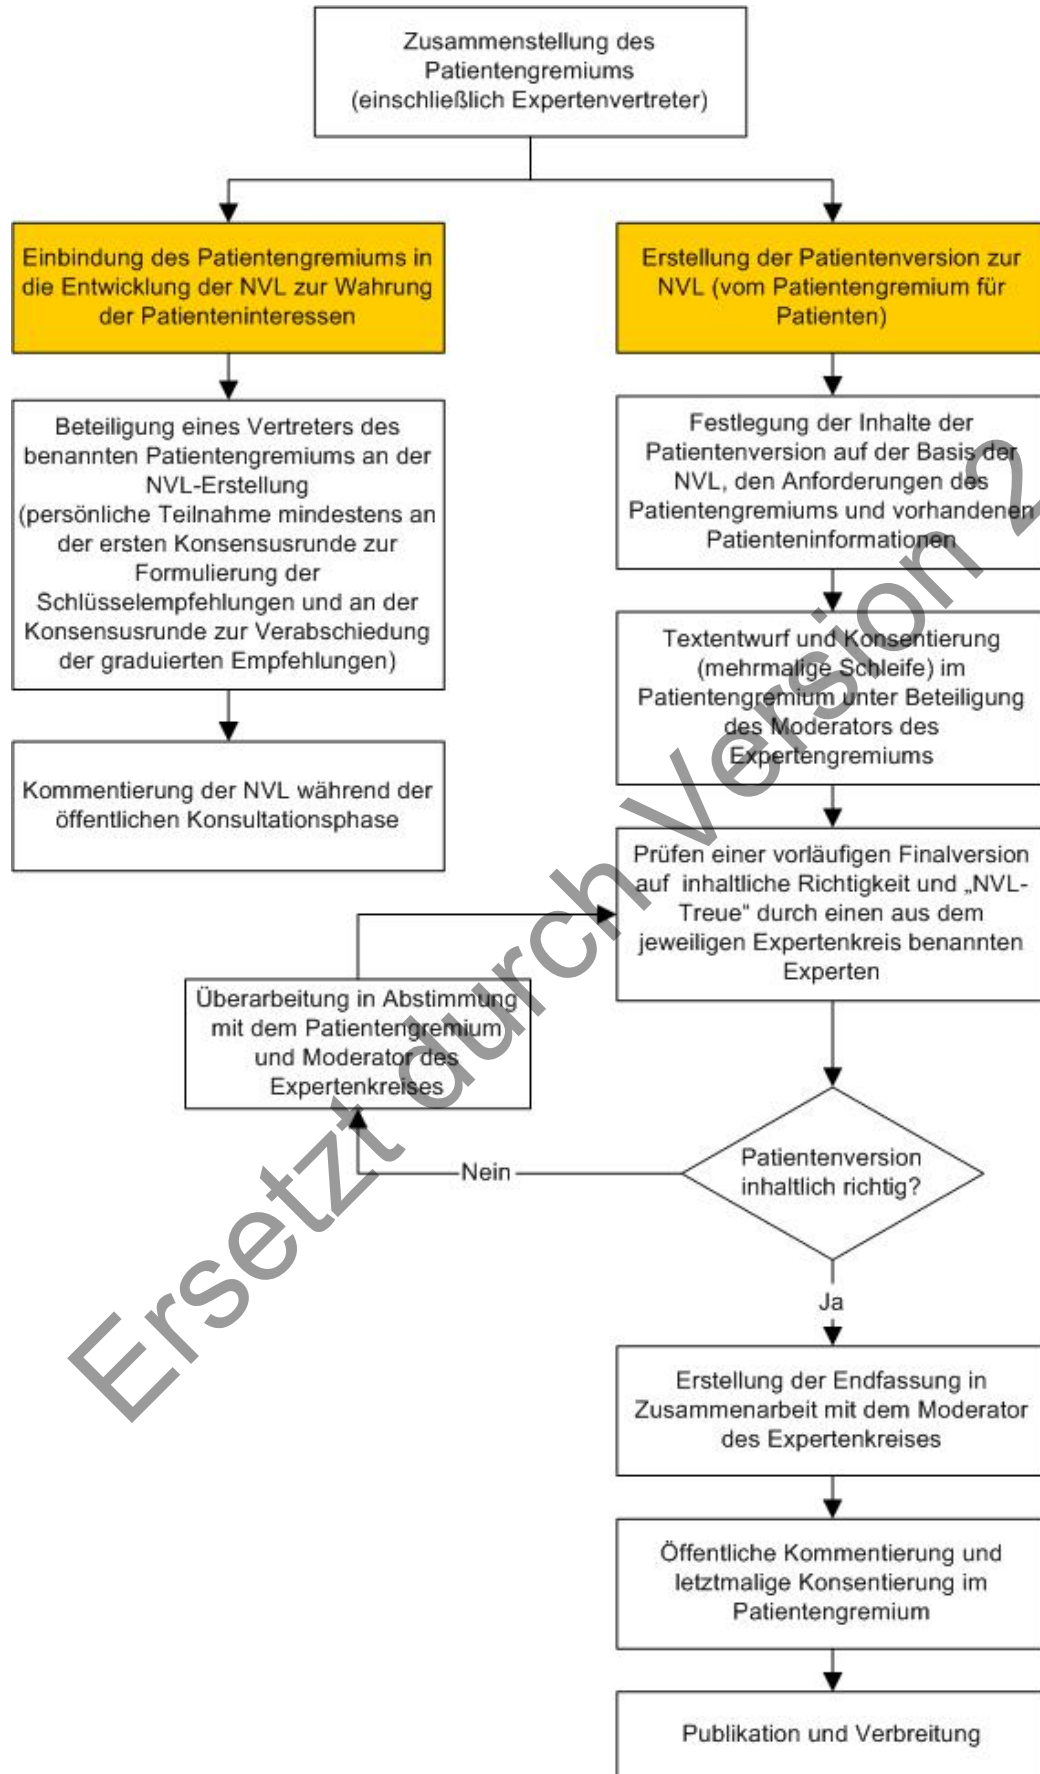 Zusammenstellung des
Patientengremiums
(einschließlich Expertenvertreter)
Einbindung des Patientengremiums in
die Entwicklung der NVL zur Wahrung
der Patienteninteressen
Beteiligung eines Vertreters des
benannten Patientengremiums an der
NVL-Erstellung
(persönliche Teilnahme mindestens an
der ersten Konsensusrunde zur
Formulierung der
Schlüsselempfehlungen und an der
Konsensusrunde zur Verabschiedung
der graduierten Empfehlungen)
Kommentierung der NVL während der
öffentlichen Konsultationsphase
Erstellung der Patientenversion zur
NVL (vom Patientengremium für
Patienten)
Festlegung der Inhalte der
Patientenversion auf der Basis der
NVL, den Anforderungen des
Patientengremiums und vorhandenen
Patienteninformationen
Textentwurf und Konsentierung
(mehrmalige Schleife) im
Patientengremium unter Beteiligung
des Moderators des
Expertengremiums
Prüfen einer vorläufigen Finalversion
auf inhaltliche Richtigkeit und „NVL-
Treue“ durch einen aus dem
jeweiligen Expertenkreis benannten
Experten
Überarbeitung in Abstimmung
mit dem Patientengremium
und Moderator des
Expertenkreises
Patientenversion
inhaltlich richtig?
Nein
Ja
Erstellung der Endfassung in
Zusammenarbeit mit dem Moderator
des Expertenkreises
Öffentliche Kommentierung und
letztmalige Konsentierung im
Patientengremium
Publikation und Verbreitung
Ersetzt durch Version 2